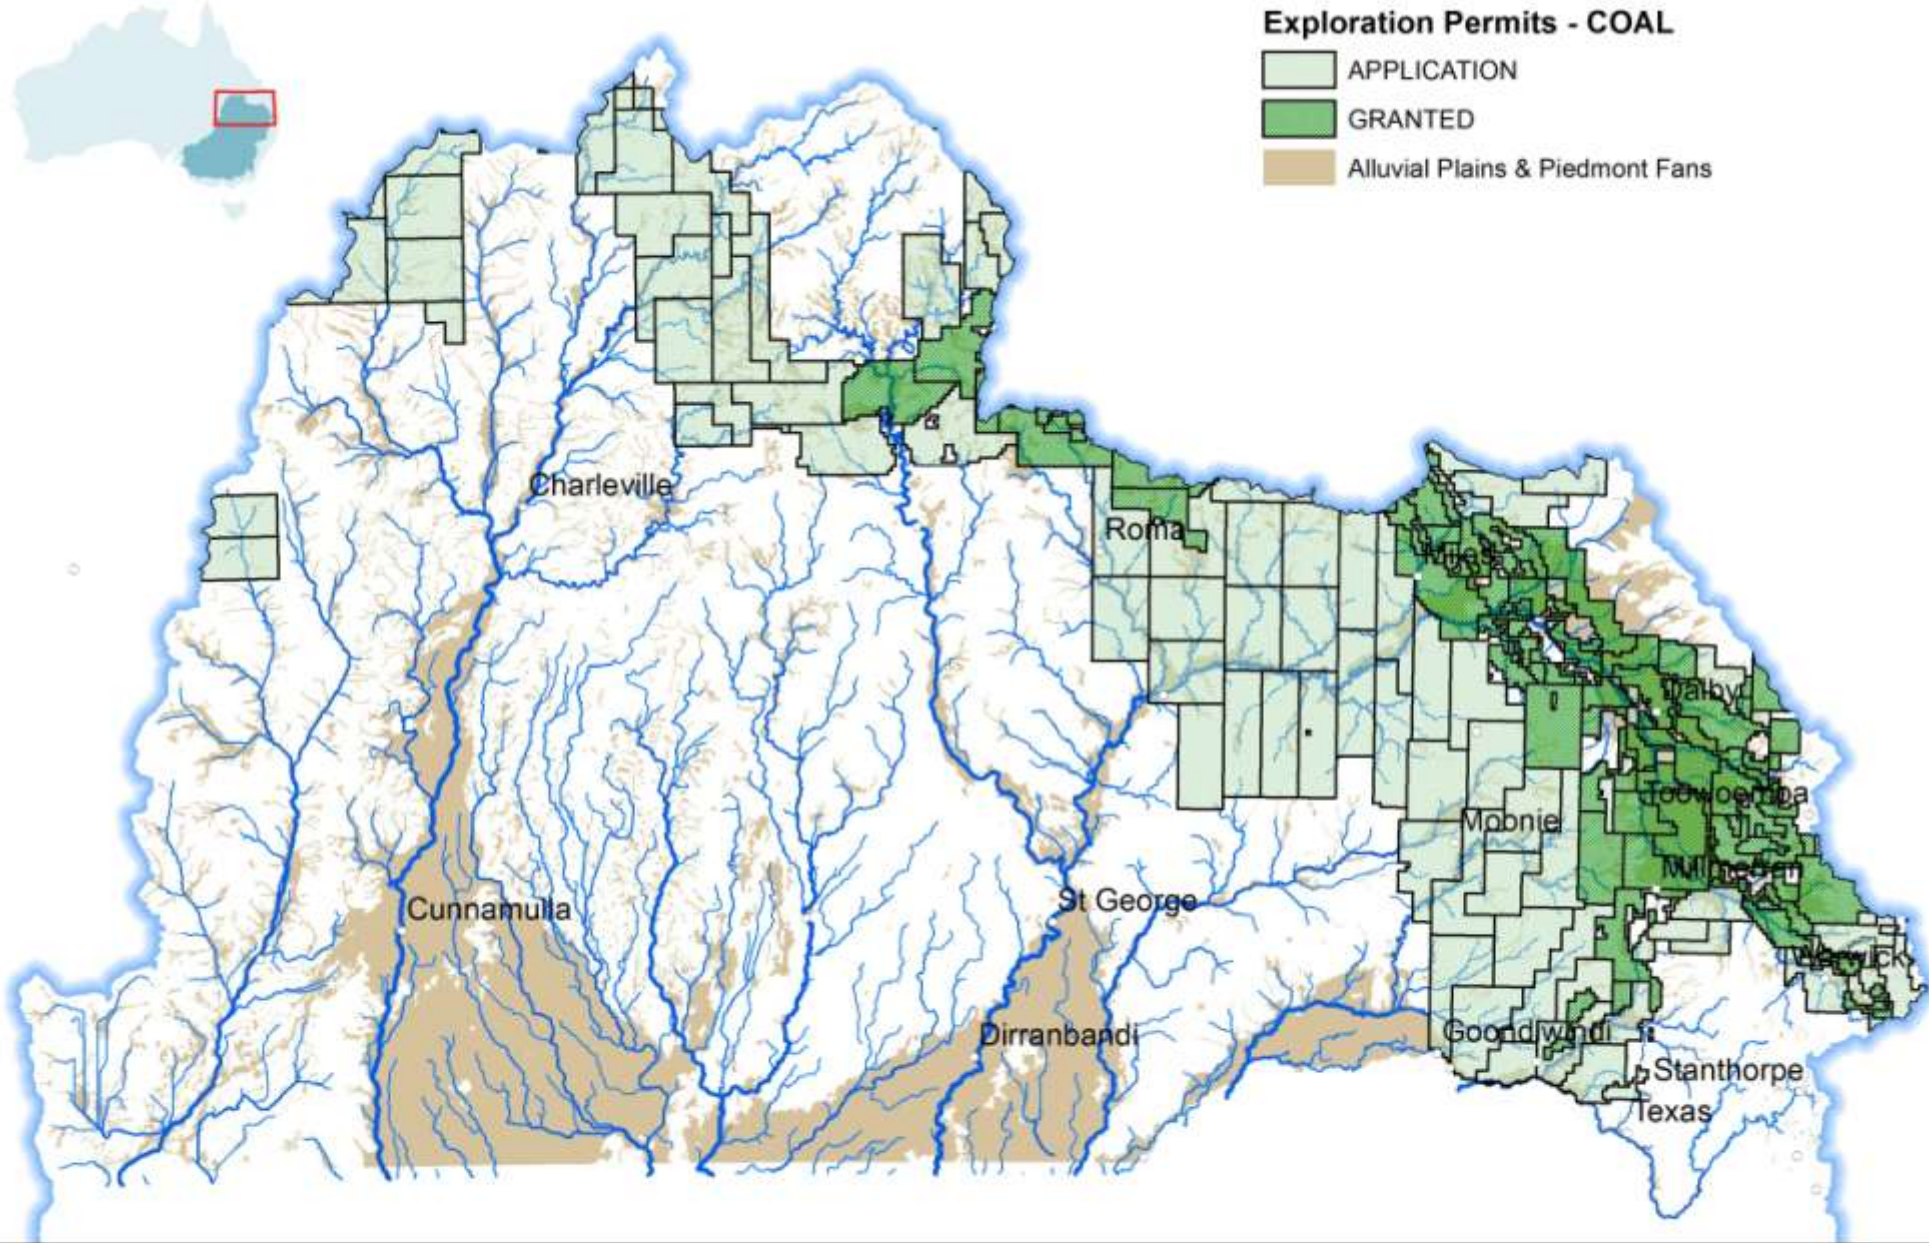 Exploration Permits - COAL
APPLICATION
GRANTED
Alluvial Plains & Piedmont Fans
Charleville
Roma
Miles
Dalby
Toowoomba
Moonie
Millmerran
St George
Cunnamulla
Warwick
Dirranbandi
Goondiwindi
Stanthorpe
Texas